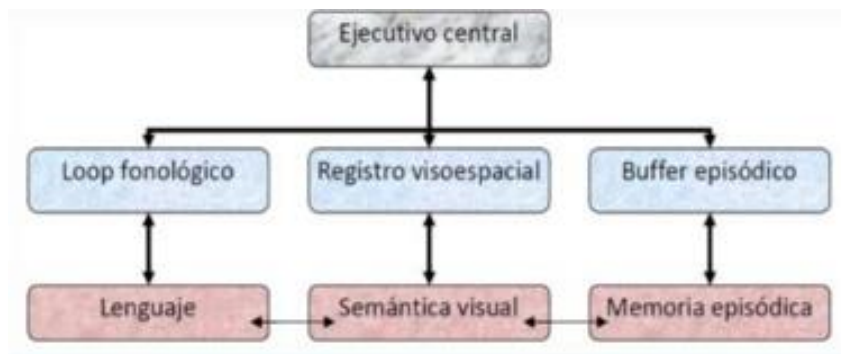 Ejecutivo central
Loop fonológico
Registro visoespacial
Buffer episódico
Lenguaje
Semántica visual
Memoria episódica